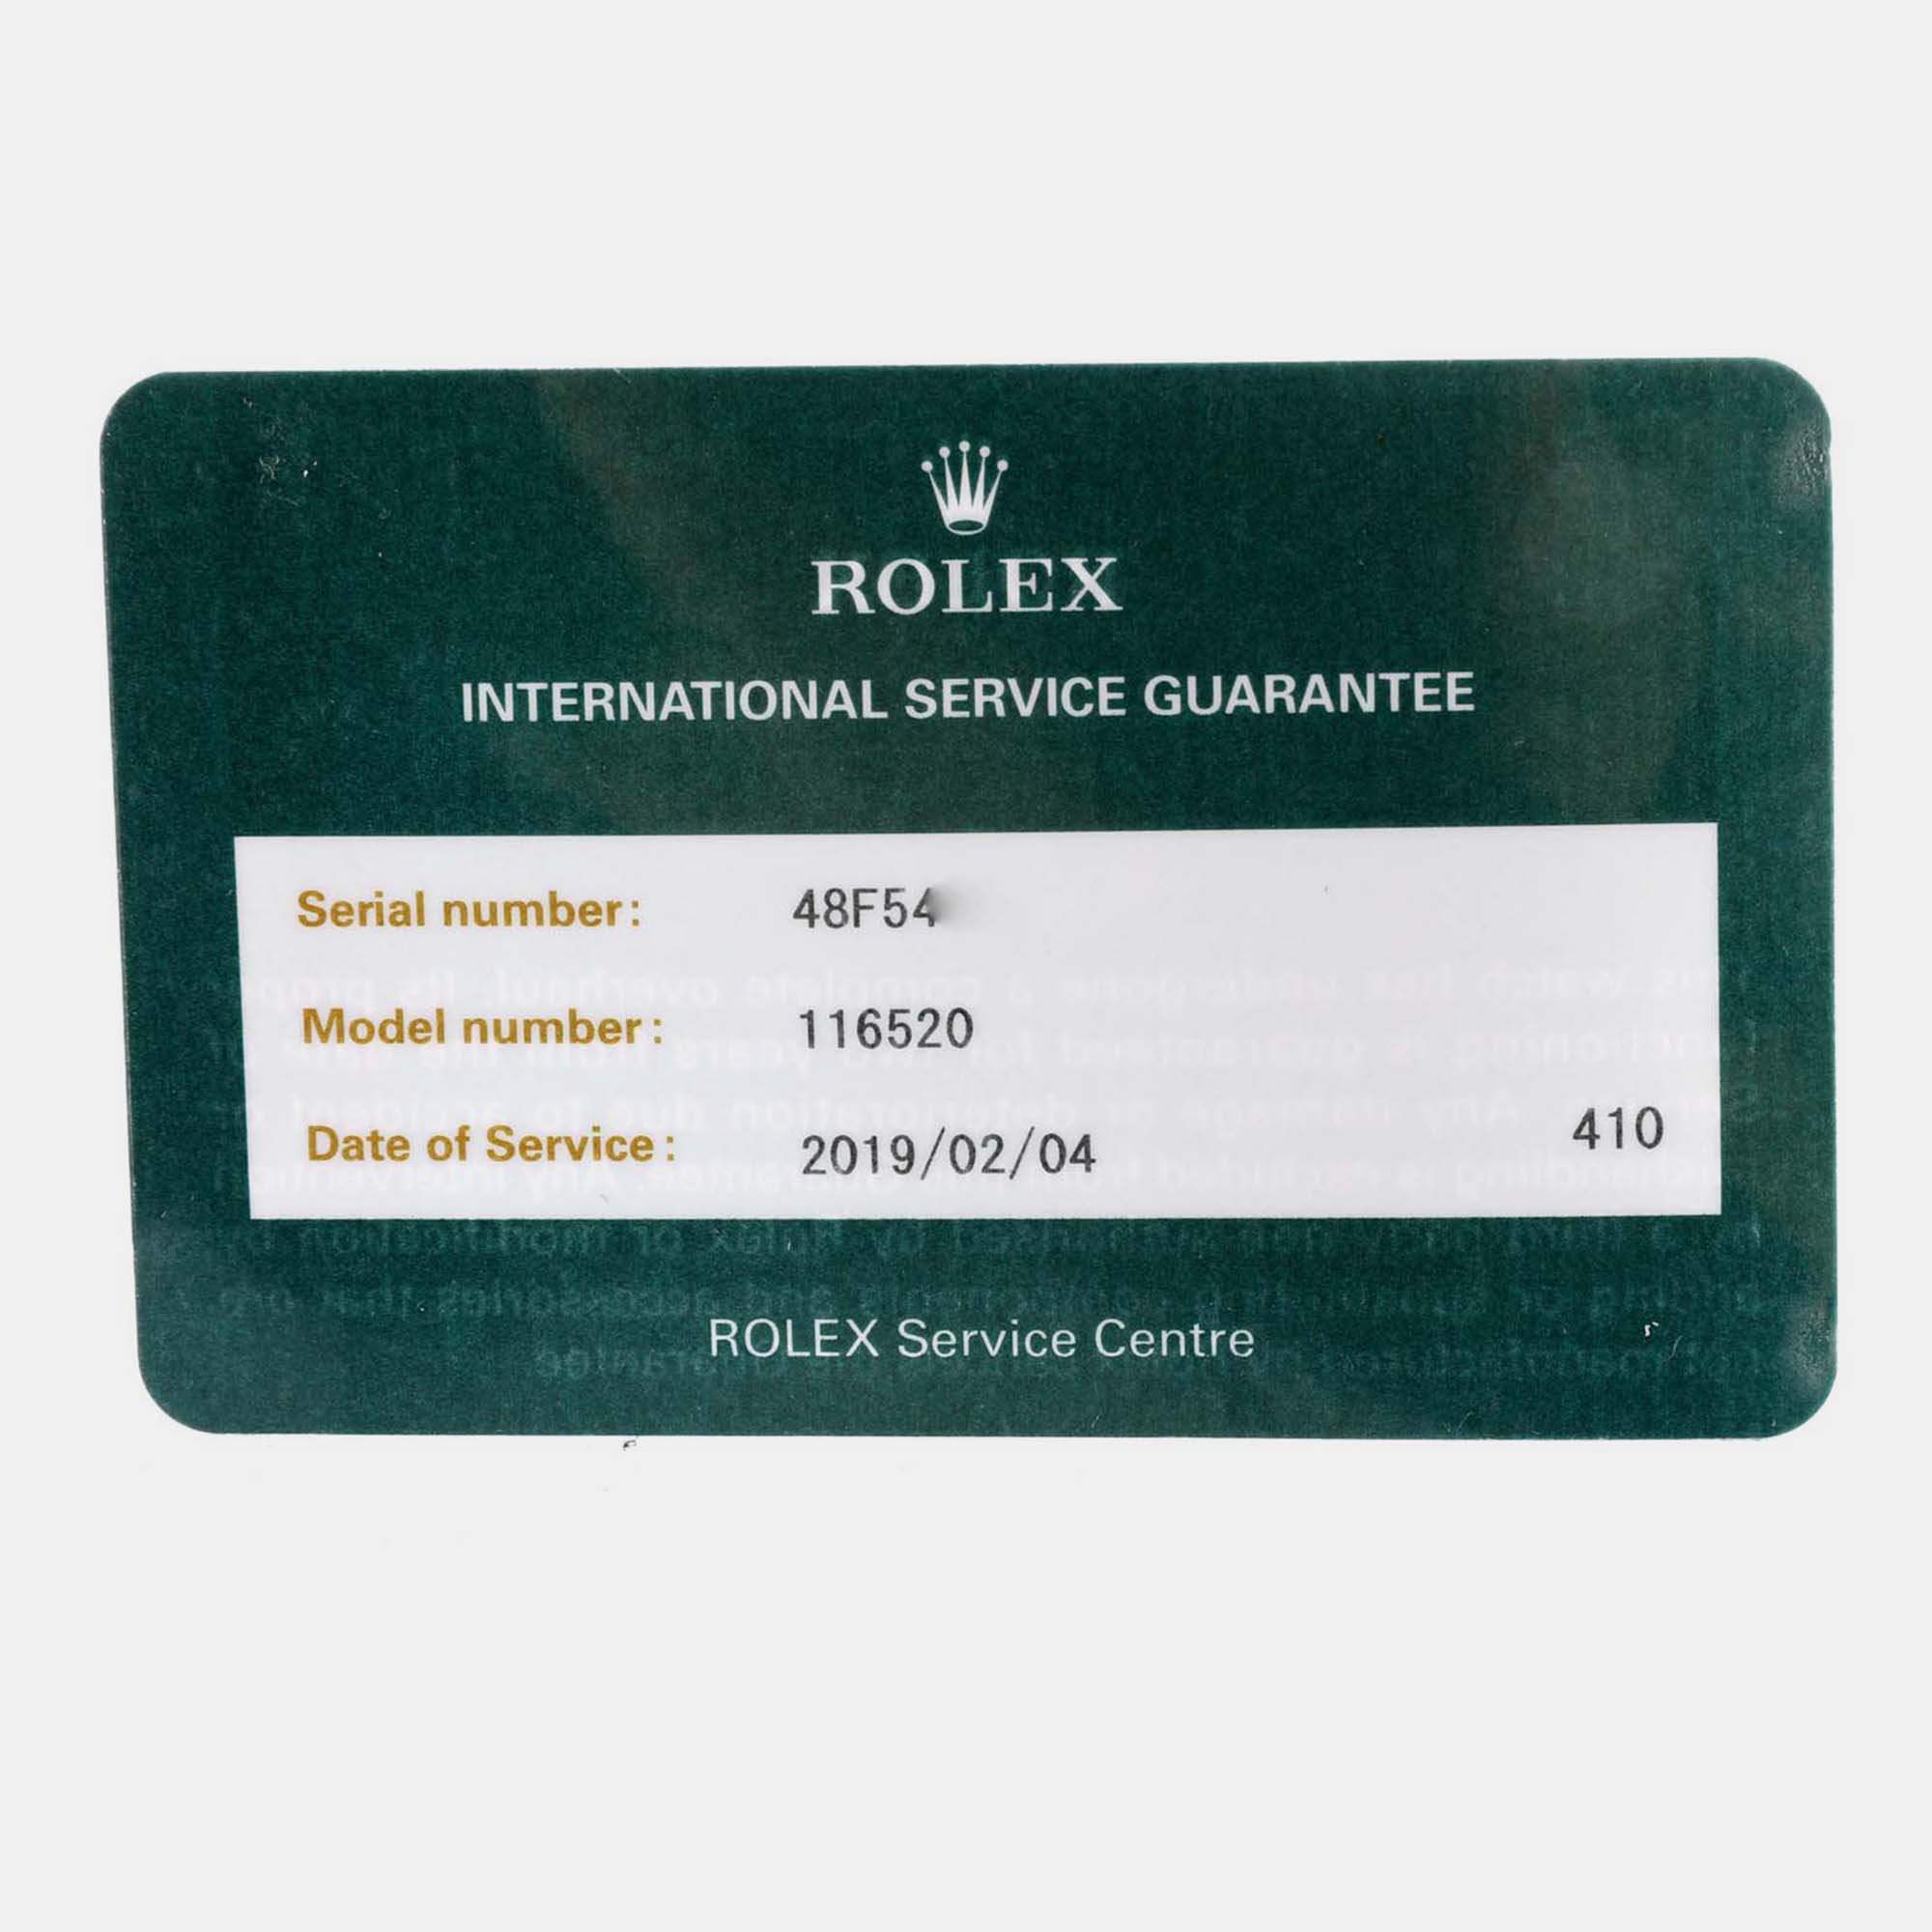 ROLEX
INTERNATIONAL SERVICE GUARANTEE
Serial number: 48F54
Model number: 116520
Date of Service: 2019/02/04 410
ROLEX Service Centre